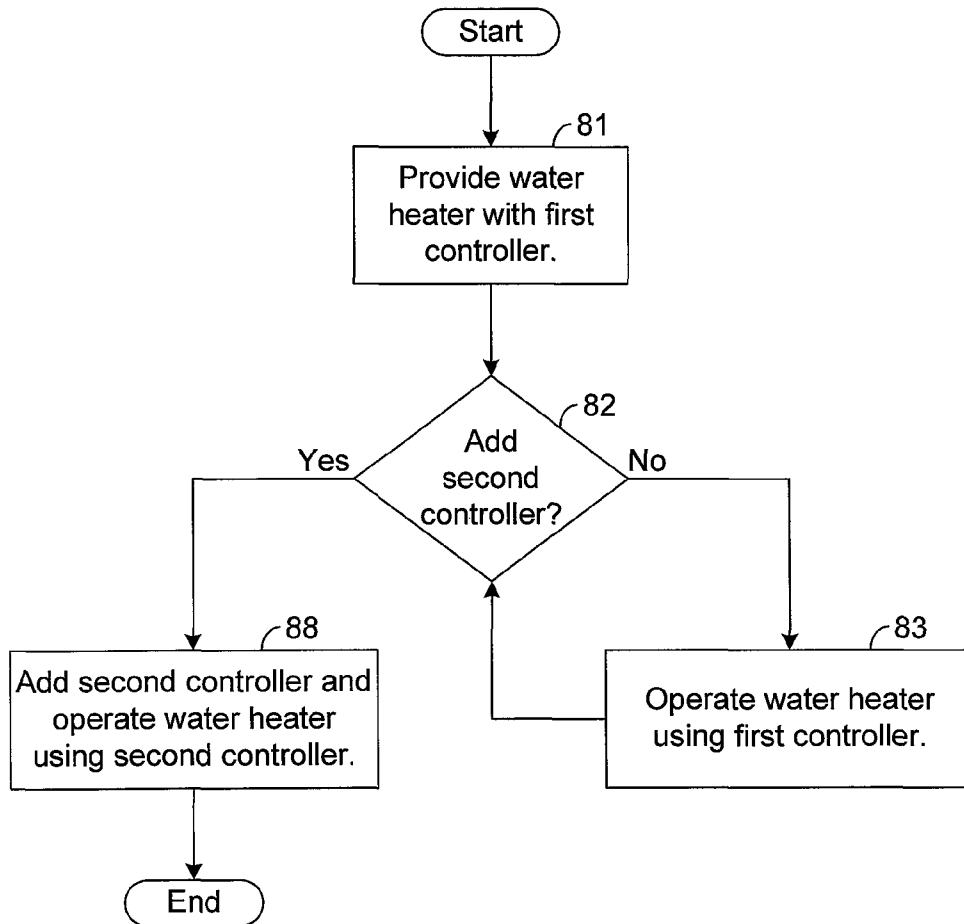 Start
81
Provide water
heater with first
controller.
82
Add
second
controller?
Yes
No
88
Add second controller and
operate water heater
using second controller.
83
Operate water heater
using first controller.
End